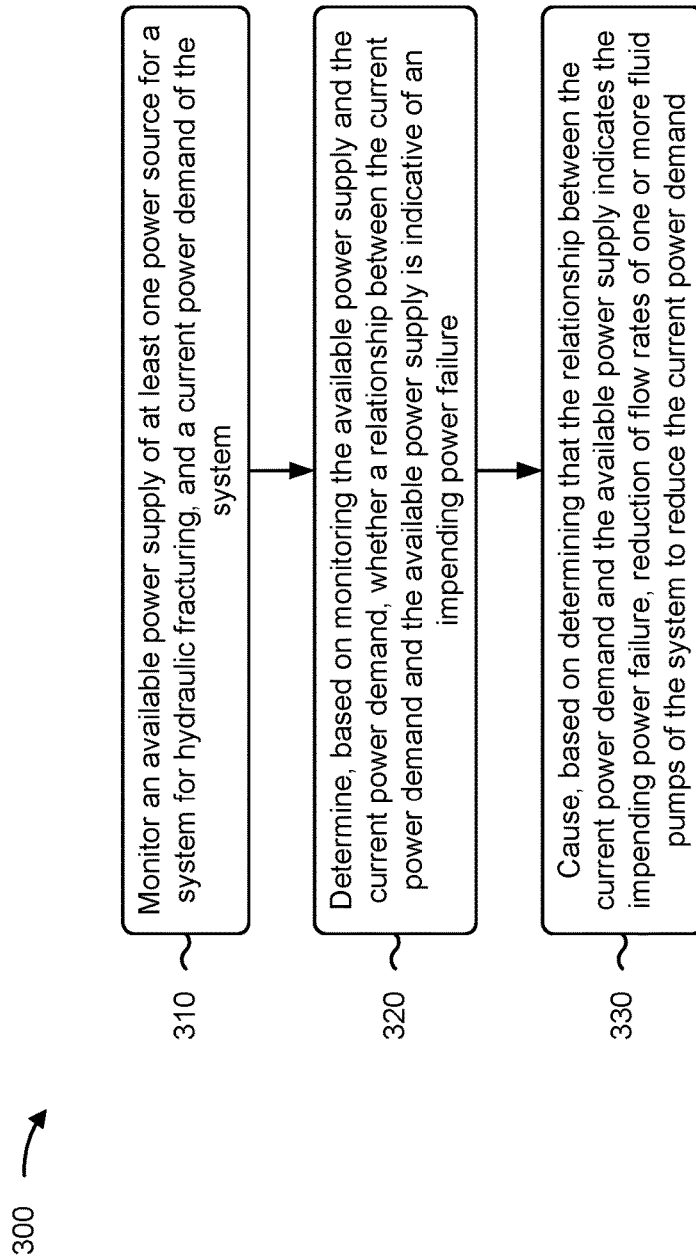 300
310
Monitor an available power supply of at least one power source for a
system for hydraulic fracturing, and a current power demand of the
system
320
Determine, based on monitoring the available power supply and the
current power demand, whether a relationship between the current
power demand and the available power supply is indicative of an
impending power failure
330
Cause, based on determining that the relationship between the
current power demand and the available power supply indicates the
impending power failure, reduction of flow rates of one or more fluid
pumps of the system to reduce the current power demand